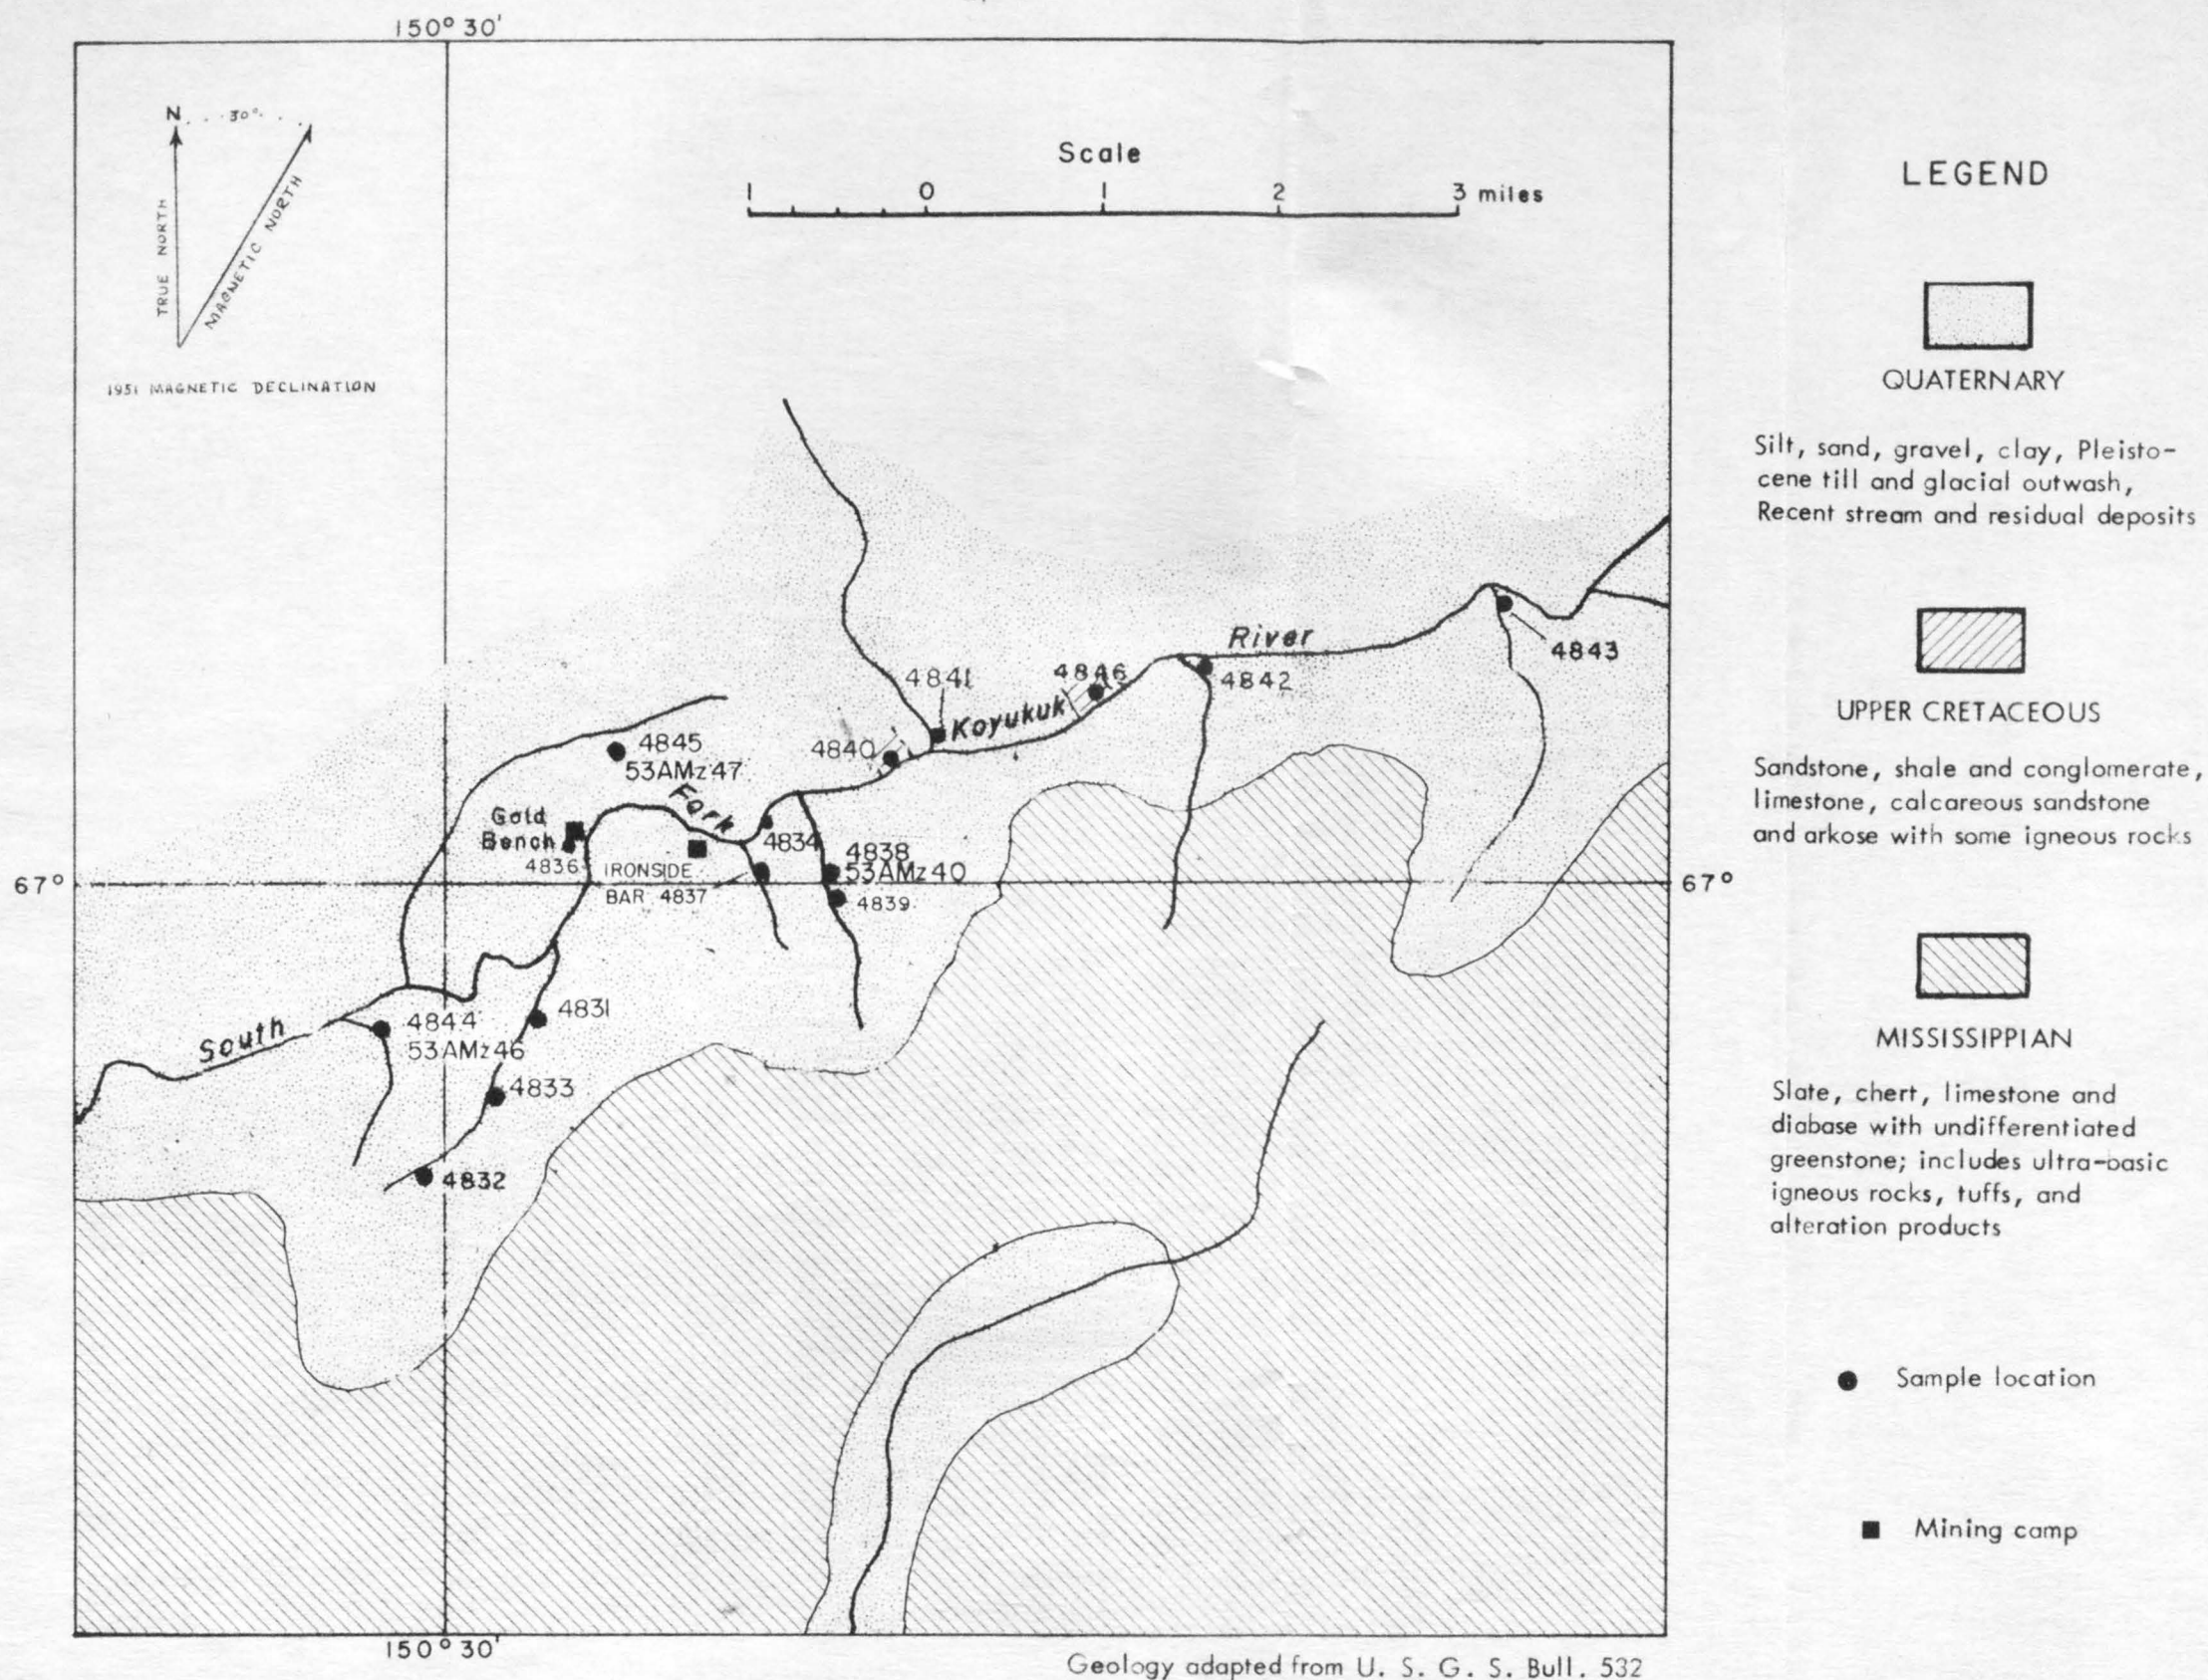 150° 30'
N
30°
TRUE NORTH
MAGNETIC NORTH
1951 MAGNETIC DECLINATION
Scale
1 0 1 2 3 miles
River
4843
4841
4846
4842
Koyukuk
4840
4845
53AMz47
Fork
Gold
Bench
4836
4834
IRONSIDE
BAR 4837
4838
53AMz40
4839
67°
67°
4831
South
4844
53AMz46
4833
4832
150° 30'
Geology adapted from U. S. G. S. Bull. 532
LEGEND
QUATERNARY
Silt, sand, gravel, clay, Pleisto-
cene till and glacial outwash,
Recent stream and residual deposits
UPPER CRETACEOUS
Sandstone, shale and conglomerate,
limestone, calcareous sandstone
and arkose with some igneous rocks
MISSISSIPPIAN
Slate, chert, limestone and
diabase with undifferentiated
greenstone; includes ultra-basic
igneous rocks, tuffs, and
alteration products
Sample location
Mining camp